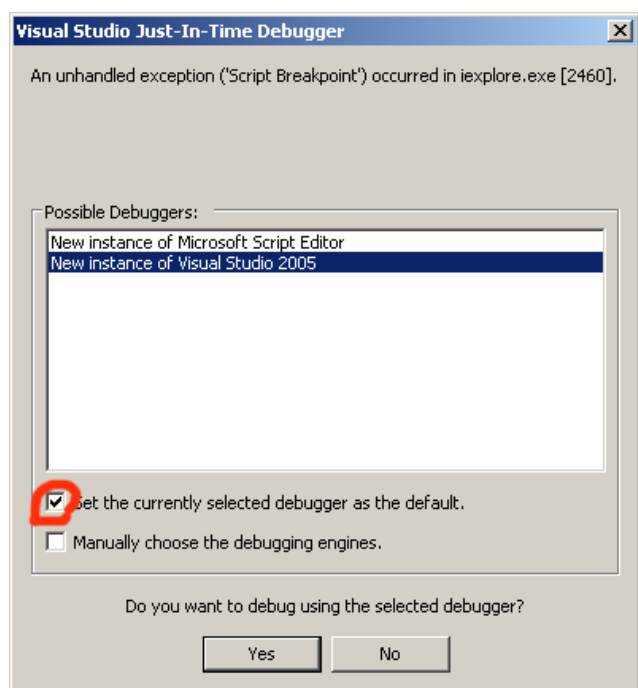 Visual Studio Just-In-Time Debugger
An unhandled exception ('Script Breakpoint') occurred in iexplore.exe [2460].
Possible Debuggers:
New instance of Microsoft Script Editor
New instance of Visual Studio 2005
Set the currently selected debugger as the default.
Manually choose the debugging engines.
Do you want to debug using the selected debugger?
Yes
No